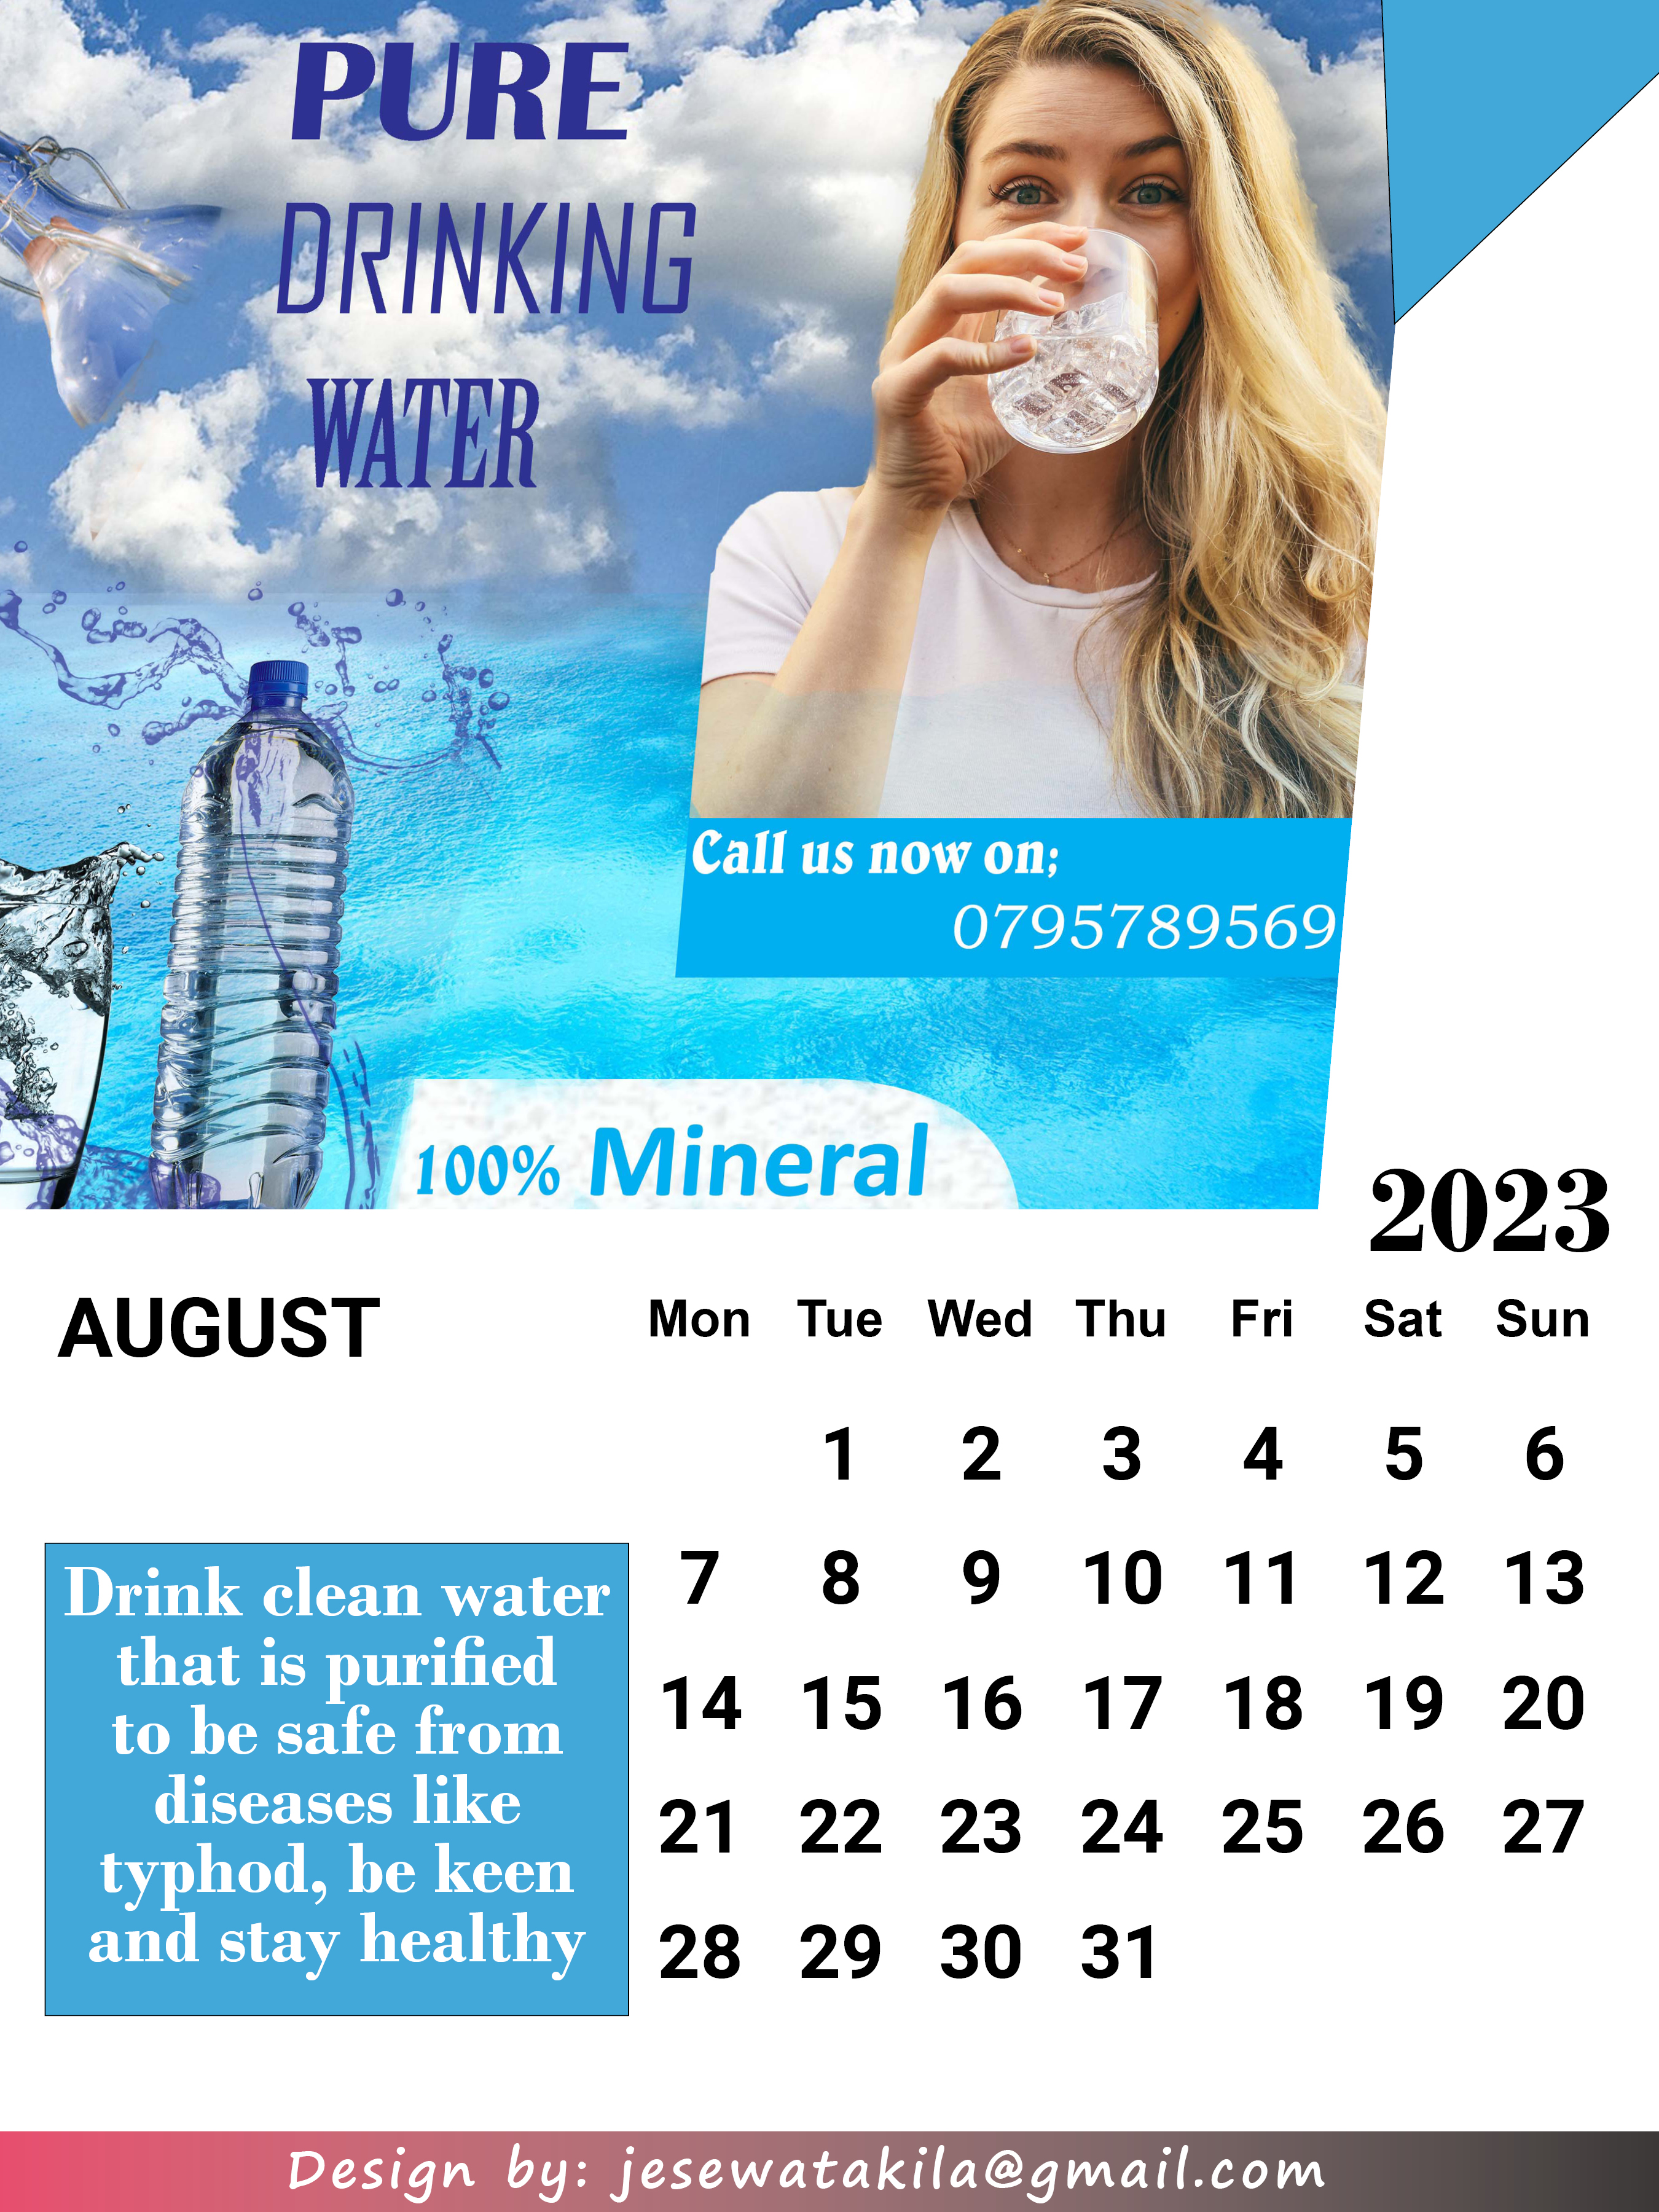 PURE
DRINKING
WATER
Call us now on;
0795789569
100% Mineral
2023
AUGUST
Mon Tue Wed Thu Fri Sat Sun
1 2 3 4 5 6
7 8 9 10 11 12 13
14 15 16 17 18 19 20
21 22 23 24 25 26 27
28 29 30 31
Drink clean water
that is purified
to be safe from
diseases like
typhod, be keen
and stay healthy
Design by: jesewatakila@gmail.com